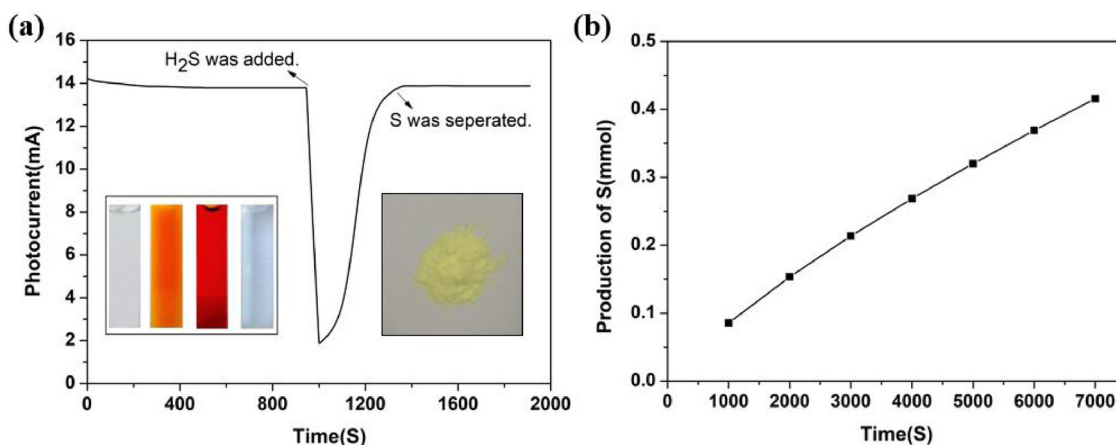 (a)
16
14
12
10
8
6
4
2
0
Photocurrent(mA)
H2S was added.
S was seperated.
0 400 800 1200 1600 2000
Time(S)
(b)
0.5
0.4
0.3
0.2
0.1
0.0
Production of S(mmol)
0 1000 2000 3000 4000 5000 6000 7000
Time(S)